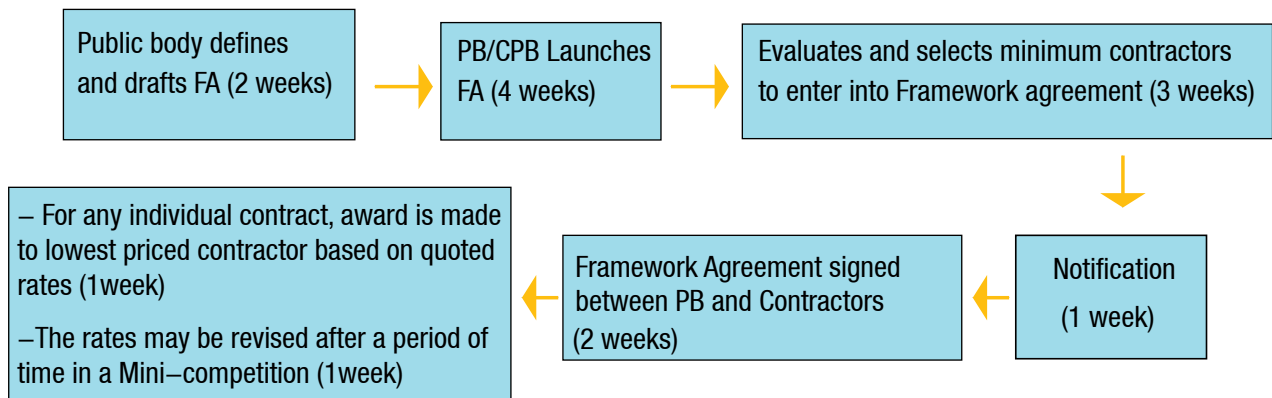 Public body defines
and drafts FA (2 weeks)
PB/CPB Launches
FA (4 weeks)
Evaluates and selects minimum contractors
to enter into Framework agreement (3 weeks)
Notification
(1 week)
Framework Agreement signed
between PB and Contractors
(2 weeks)
– For any individual contract, award is made
to lowest priced contractor based on quoted
rates (1week)
–The rates may be revised after a period of
time in a Mini–competition (1week)